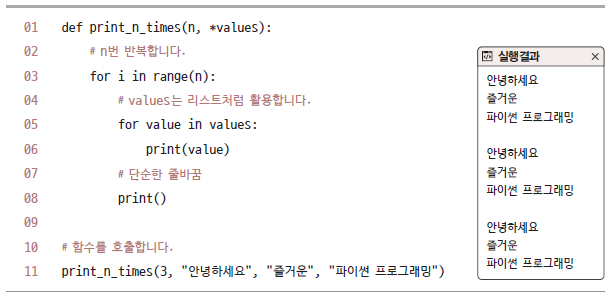 01 def print_n_times(n, *values):
02 # n번 반복합니다.
03 for i in range(n):
04 # values는 리스트처럼 활용합니다.
05 for value in values:
06 print(value)
07 # 단순한 줄바꿈
08 print()
09
10 # 함수를 호출합니다.
11 print_n_times(3, "안녕하세요", "즐거운", "파이썬 프로그래밍")
실행결과 ×
안녕하세요
즐거운
파이썬 프로그래밍
안녕하세요
즐거운
파이썬 프로그래밍
안녕하세요
즐거운
파이썬 프로그래밍